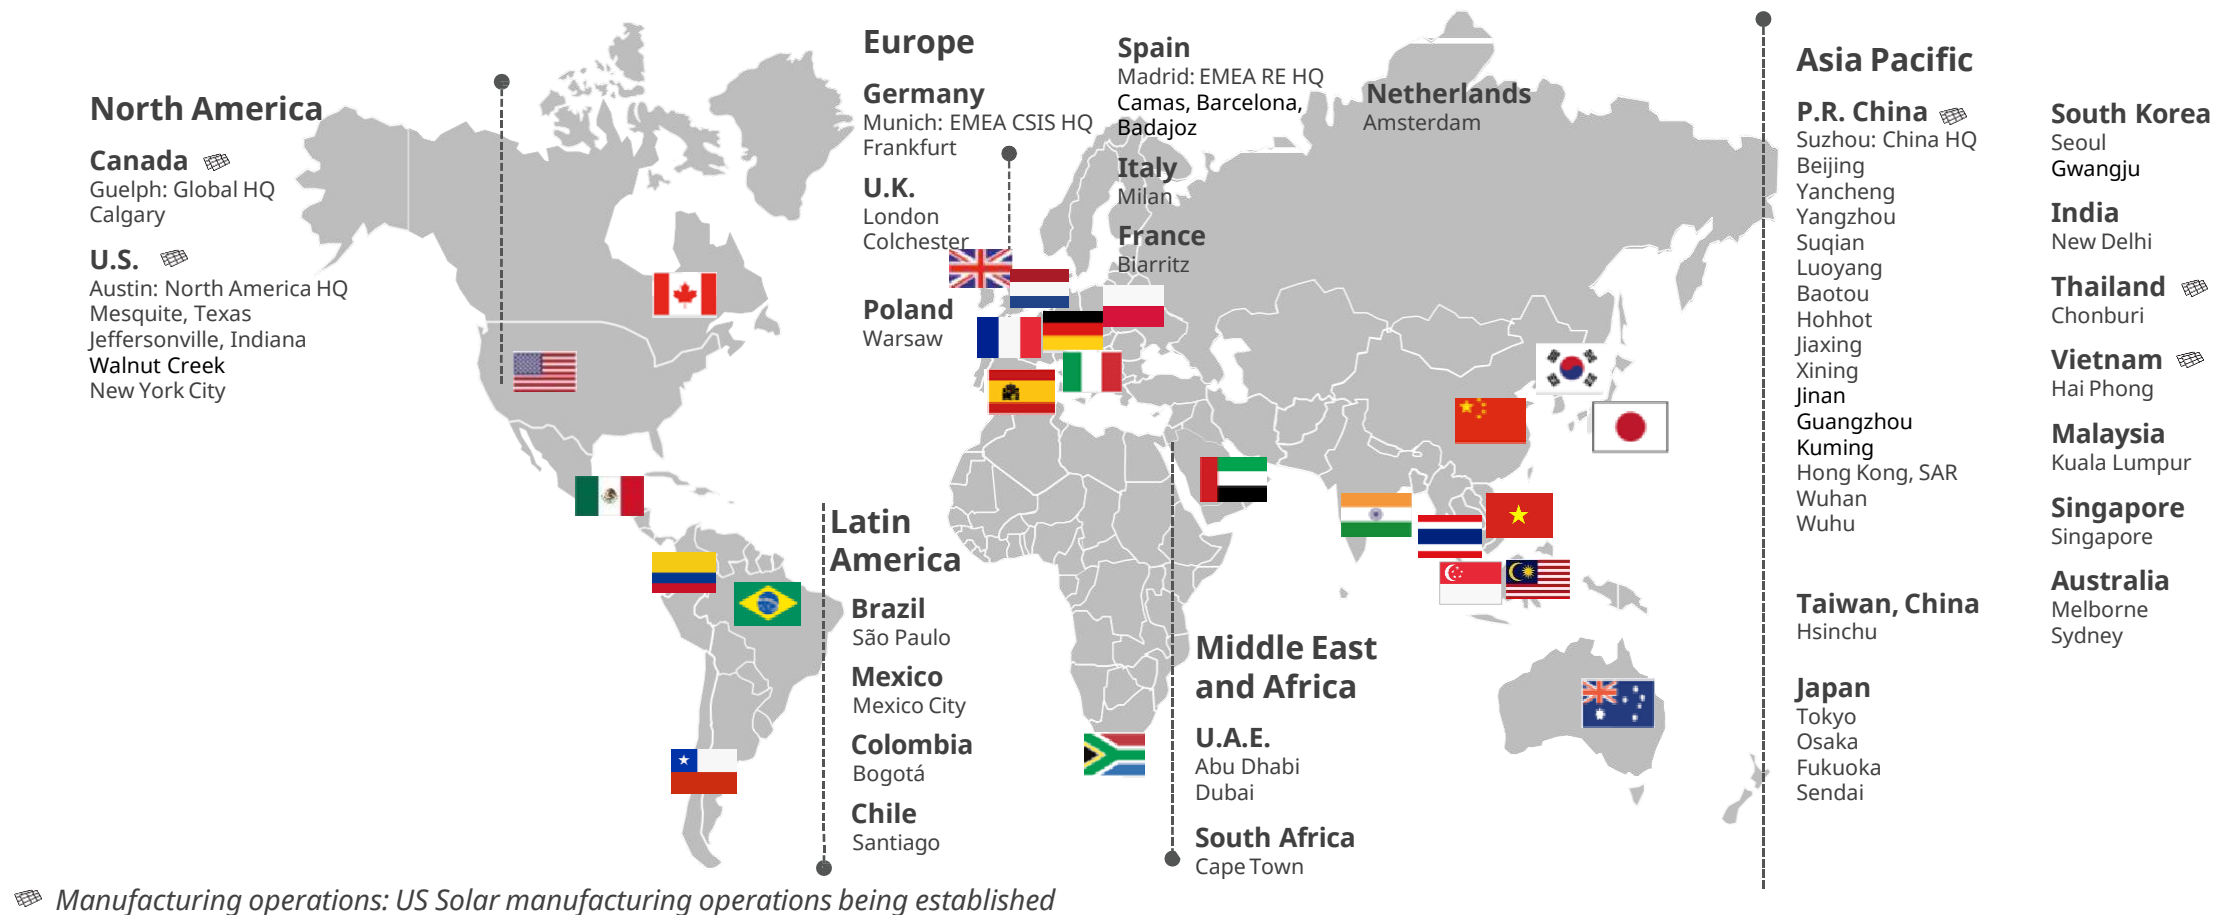 North America
Canada
Guelph: Global HQ
Calgary
U.S.
Austin: North America HQ
Mesquite, Texas
Jeffersonville, Indiana
Walnut Creek
New York City
Europe
Germany
Munich: EMEA CSIS HQ
Frankfurt
U.K.
London
Colchester
Poland
Warsaw
Spain
Madrid: EMEA RE HQ
Camas, Barcelona,
Badajoz
Italy
Milan
France
Biarritz
Netherlands
Amsterdam
Latin
America
Brazil
São Paulo
Mexico
Mexico City
Colombia
Bogotá
Chile
Santiago
Middle East
and Africa
U.A.E.
Abu Dhabi
Dubai
South Africa
Cape Town
Asia Pacific
P.R. China
Suzhou: China HQ
Beijing
Yancheng
Yangzhou
Suqian
Luoyang
Baotou
Hohhot
Jiaxing
Xining
Jinan
Guangzhou
Kuming
Hong Kong, SAR
Wuhan
Wuhu
Taiwan, China
Hsinchu
Japan
Tokyo
Osaka
Fukuoka
Sendai
South Korea
Seoul
Gwangju
India
New Delhi
Thailand
Chonburi
Vietnam
Hai Phong
Malaysia
Kuala Lumpur
Singapore
Singapore
Australia
Melborne
Sydney
Manufacturing operations: US Solar manufacturing operations being established